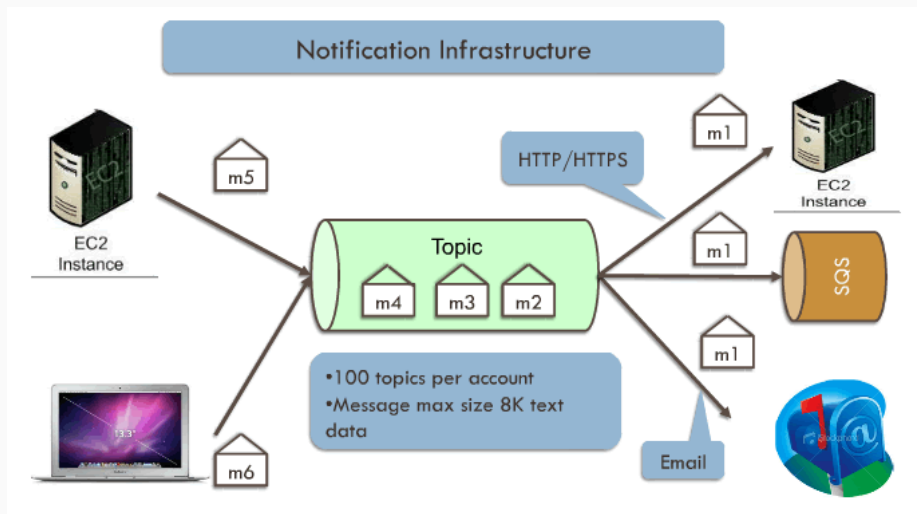 Notification Infrastructure
EC2
EC2
Instance
m5
HTTP/HTTPS
m1
EC2
EC2
Instance
Topic
m4
m3
m2
m1
SQS
•100 topics per account
•Message max size 8K text
data
m1
13.3"
m6
Email
@